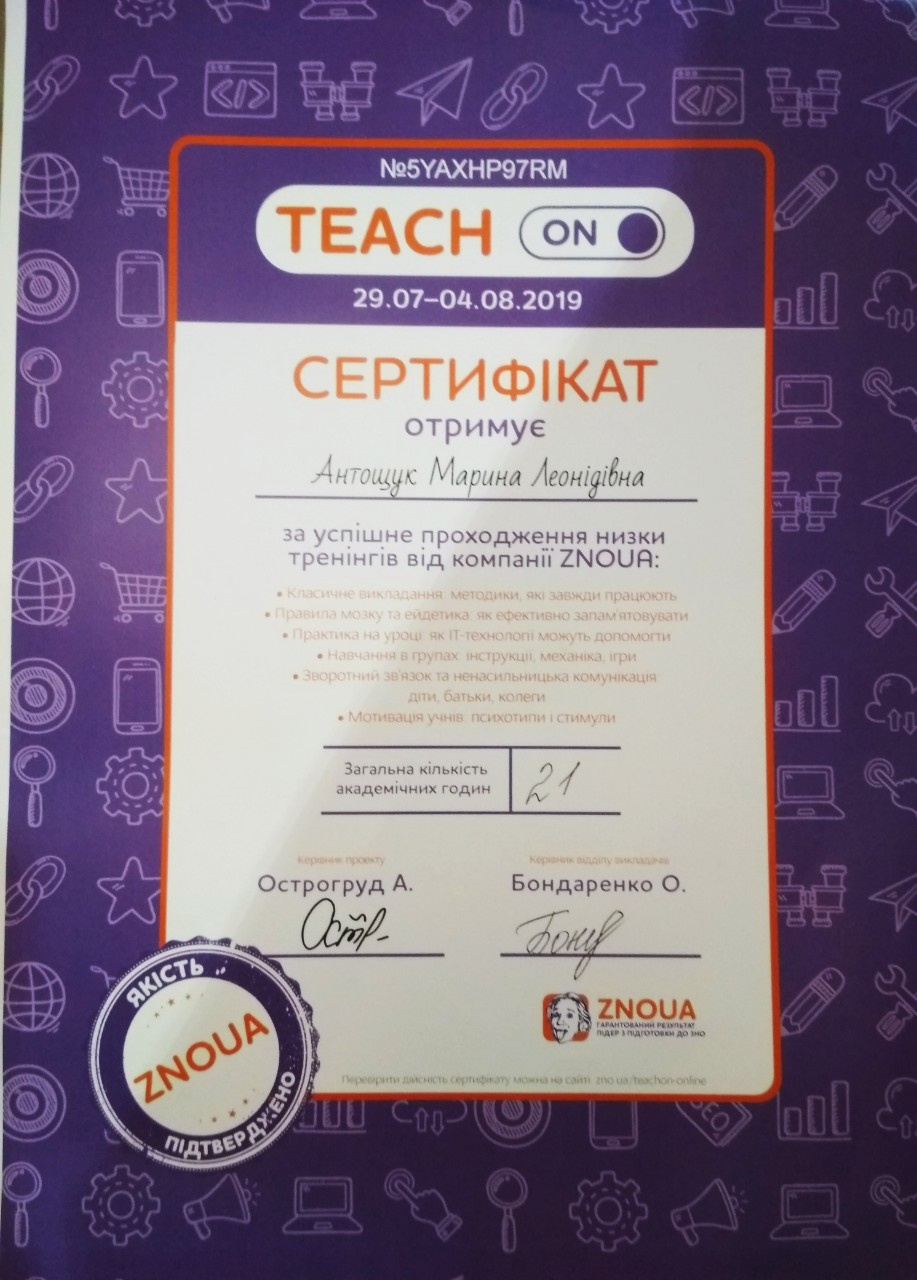 №5YAXHP97RM
TEACH ON
29.07–04.08.2019
СЕРТИФІКАТ
отримує
Антощук Марина Леонідівна
за успішне проходження низки
тренінгів від компанії ZNOUA:
• Класичне викладання: методики, які завжди працюють
• Правила мозку та ейдетика: як ефективно запам'ятовувати
• Практика на уроці: як ІТ-технології можуть допомогти
• Навчання в групах: інструкції, механіка, ігри
• Зворотний зв'язок та ненасильницька комунікація:
діти, батьки, колеги
• Мотивація учнів: психотипи і стимули
Загальна кількість
академічних годин
21
Керівник проекту
Острогруд А.
Остр
Керівник відділу викладачів
Бондаренко О.
ЯКІСТЬ
ZNOUA
ПІДТВЕРДЖЕНО
ZNOUA
ГАРАНТОВАНИЙ РЕЗУЛЬТАТ
ЛІДЕР З ПІДГОТОВКИ ДО ЗНО
Перевірити дійсність сертифікату можна на сайті: zno.ua/teachon-online
SEO